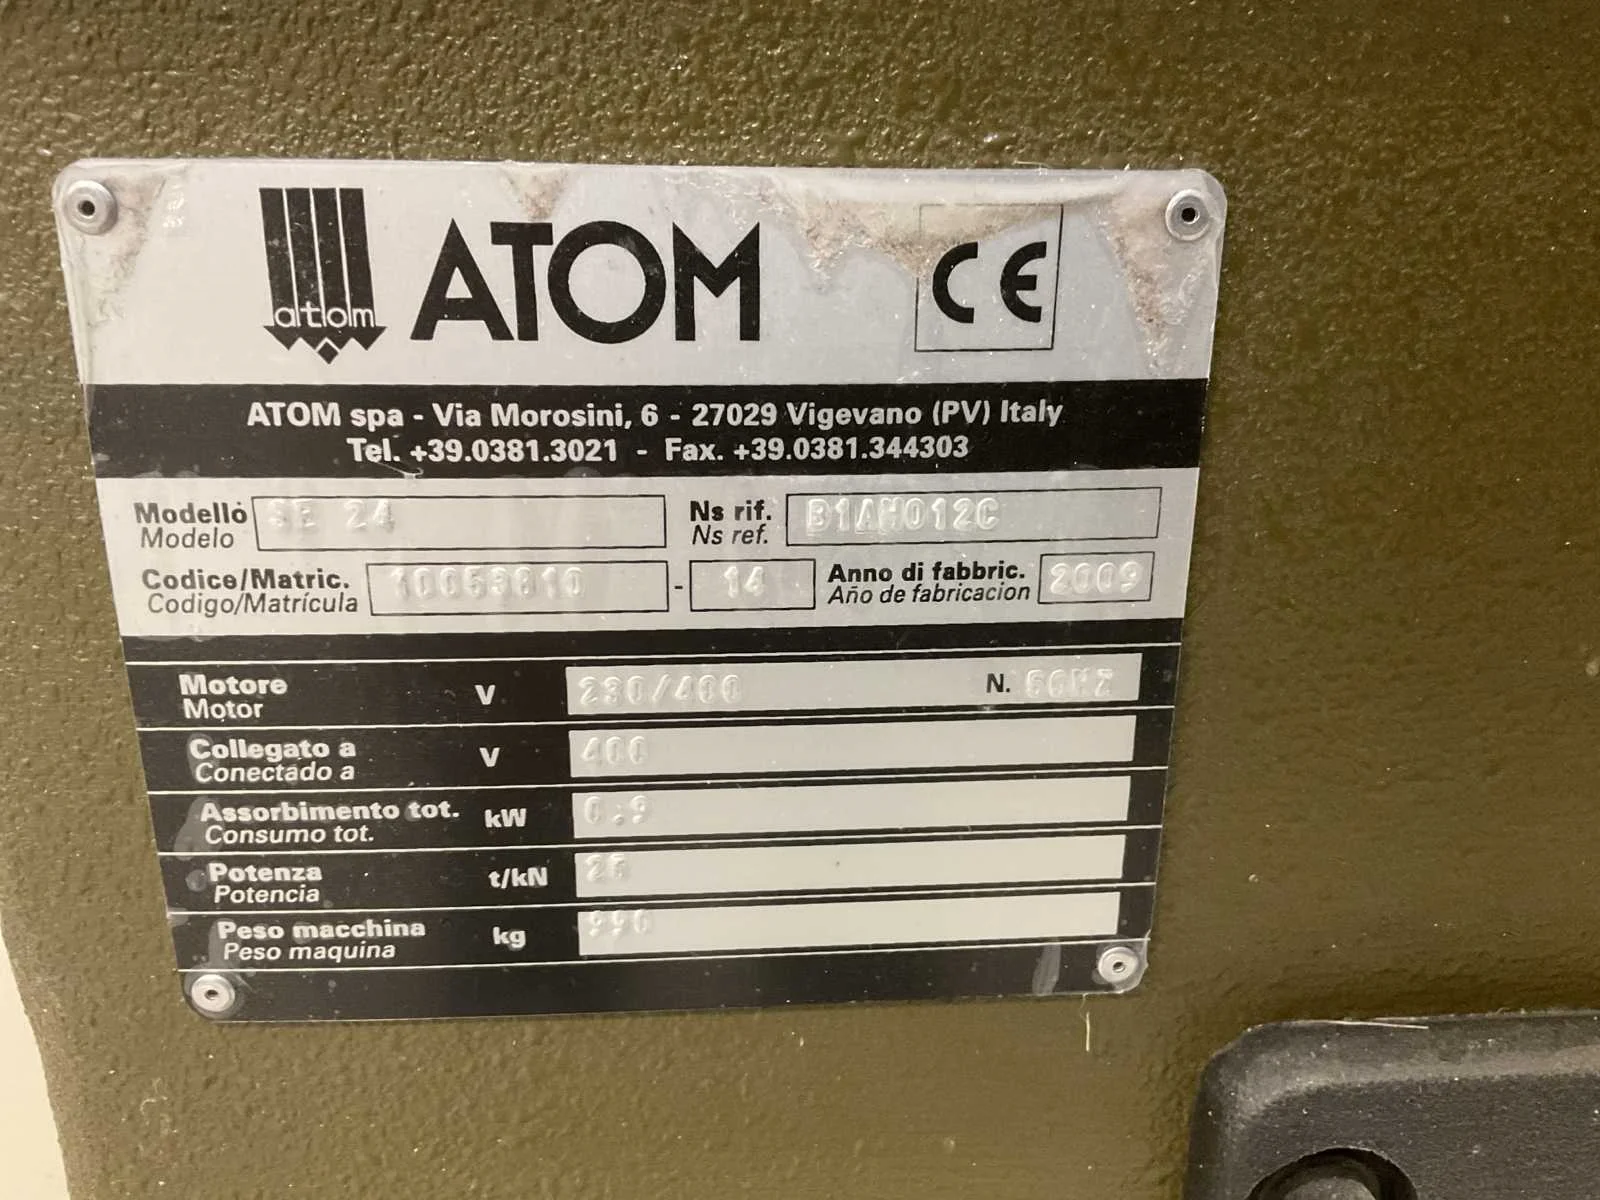 atom ATOM CE
ATOM spa - Via Morosini, 6 - 27029 Vigevano (PV) Italy
Tel. +39.0381.3021 - Fax. +39.0381.344303
Modello SE 24 Ns rif. B1AH012C
Modelo Ns ref.
Codice/Matric. - 14 Anno di fabbric. 2009
Codigo/Matrícula Año de fabricacion
Motore V 230/400 N.
Motor
Collegato a V 400
Conectado a
Assorbimento tot. kW 0.9
Consumo tot.
Potenza t/kN
Potencia
Peso macchina kg
Peso maquina